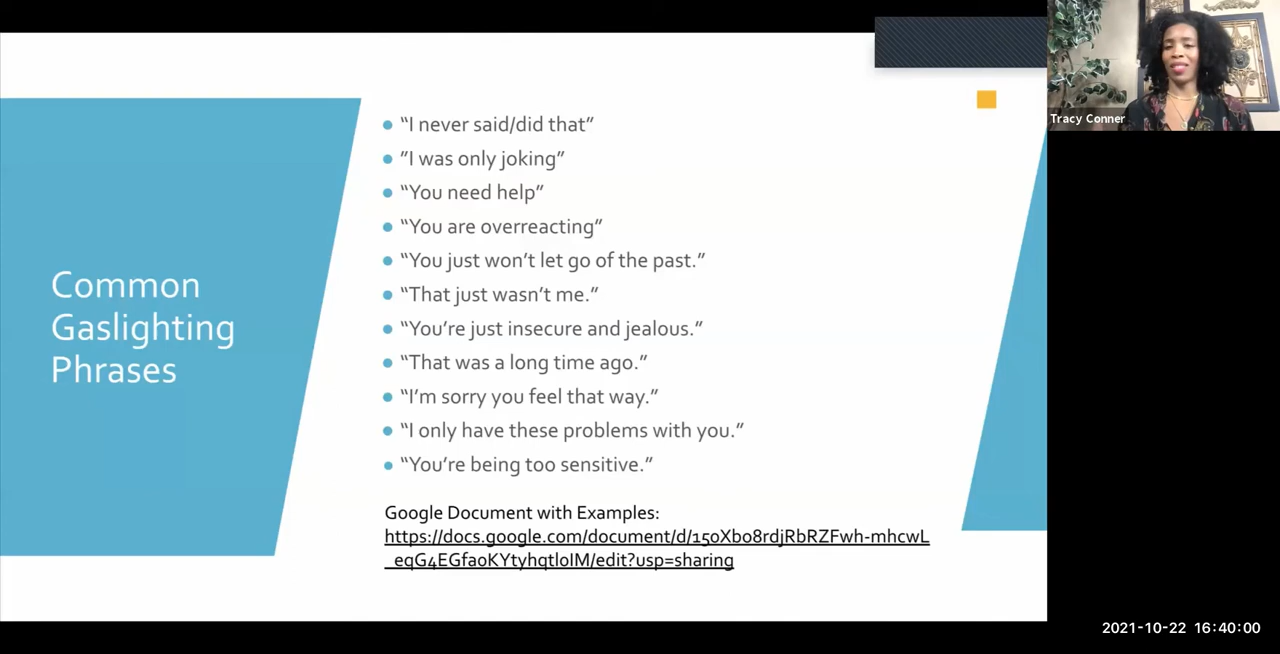 Tracy Conner
Common
Gaslighting
Phrases
• “I never said/did that”
• ”I was only joking”
• “You need help”
• “You are overreacting”
• “You just won’t let go of the past.”
• “That just wasn’t me.”
• “You’re just insecure and jealous.”
• “That was a long time ago.”
• “I’m sorry you feel that way.”
• “I only have these problems with you.”
• “You’re being too sensitive.”
Google Document with Examples:
https://docs.google.com/document/d/15oXbo8rdjRbRZFwh-mhcwL
_eqG4EGfaoKYtyhqtloIM/edit?usp=sharing
2021-10-22 16:40:00